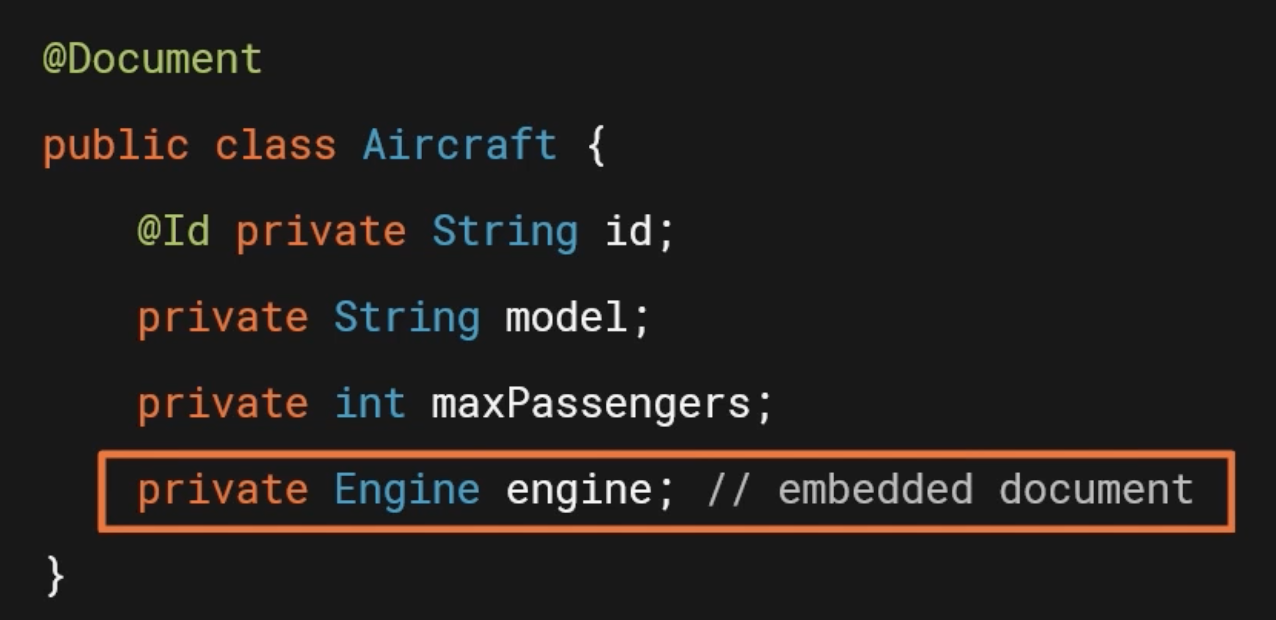 @Document
public class Aircraft {
@Id private String id;
private String model;
private int maxPassengers;
private Engine engine; // embedded document
}